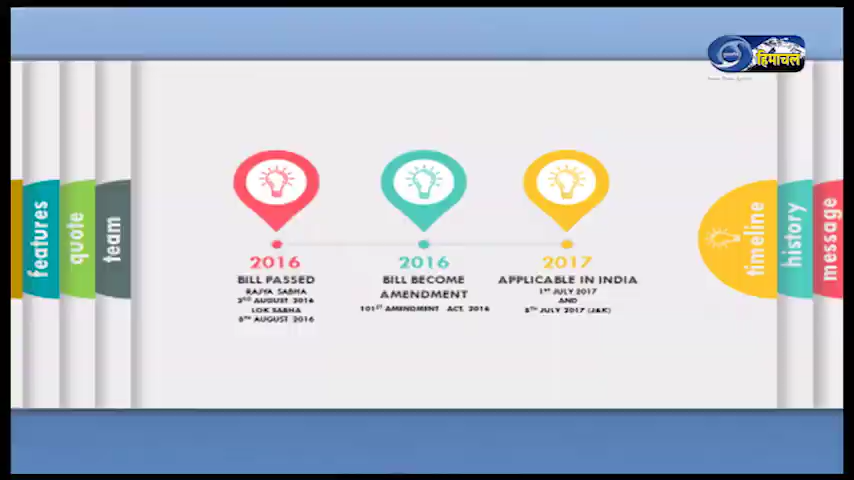 हिमाचल
features
quote
team
2016
BILL PASSED
RAJYA SABHA
3RD AUGUST 2016
LOK SABHA
8TH AUGUST 2016
2016
BILL BECOME
AMENDMENT
101ST AMENDMENT ACT, 2016
2017
APPLICABLE IN INDIA
1ST JULY 2017
AND
8TH JULY 2017 (J&K)
timeline
history
message